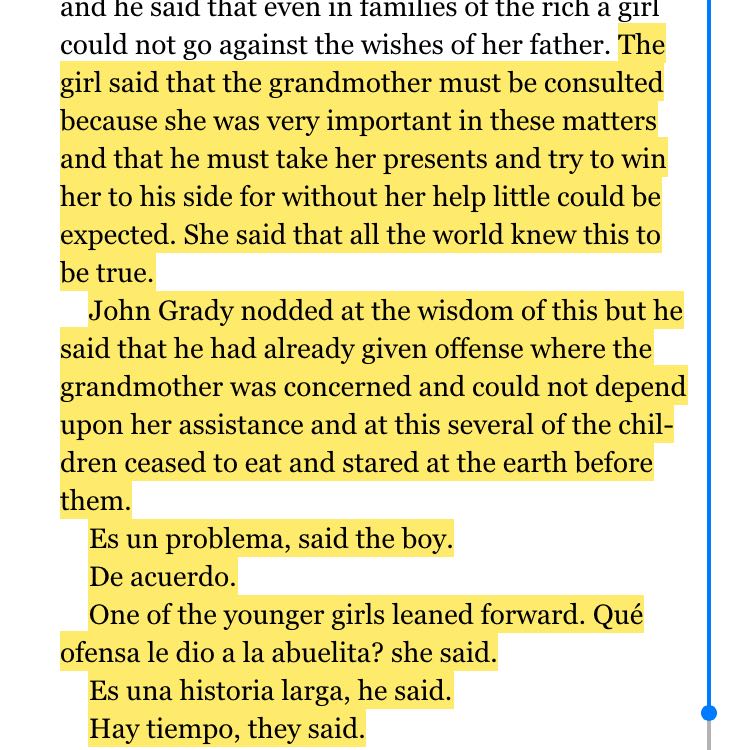 and he said that even in families of the rich a girl
could not go against the wishes of her father. The
girl said that the grandmother must be consulted
because she was very important in these matters
and that he must take her presents and try to win
her to his side for without her help little could be
expected. She said that all the world knew this to
be true.
John Grady nodded at the wisdom of this but he
said that he had already given offense where the
grandmother was concerned and could not depend
upon her assistance and at this several of the chil-
dren ceased to eat and stared at the earth before
them.
Es un problema, said the boy.
De acuerdo.
One of the younger girls leaned forward. Qué
ofensa le dio a la abuelita? she said.
Es una historia larga, he said.
Hay tiempo, they said.